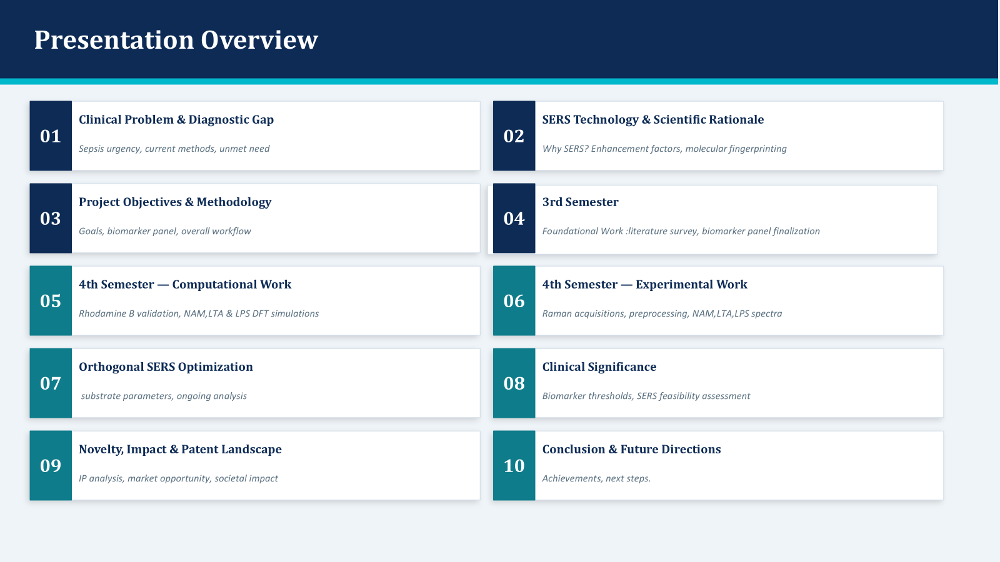 Presentation Overview
01
Clinical Problem & Diagnostic Gap
Sepsis urgency, current methods, unmet need
02
SERS Technology & Scientific Rationale
Why SERS? Enhancement factors, molecular fingerprinting
03
Project Objectives & Methodology
Goals, biomarker panel, overall workflow
04
3rd Semester
Foundational Work :literature survey, biomarker panel finalization
05
4th Semester — Computational Work
Rhodamine B validation, NAM,LTA & LPS DFT simulations
06
4th Semester — Experimental Work
Raman acquisitions, preprocessing, NAM,LTA,LPS spectra
07
Orthogonal SERS Optimization
substrate parameters, ongoing analysis
08
Clinical Significance
Biomarker thresholds, SERS feasibility assessment
09
Novelty, Impact & Patent Landscape
IP analysis, market opportunity, societal impact
10
Conclusion & Future Directions
Achievements, next steps.